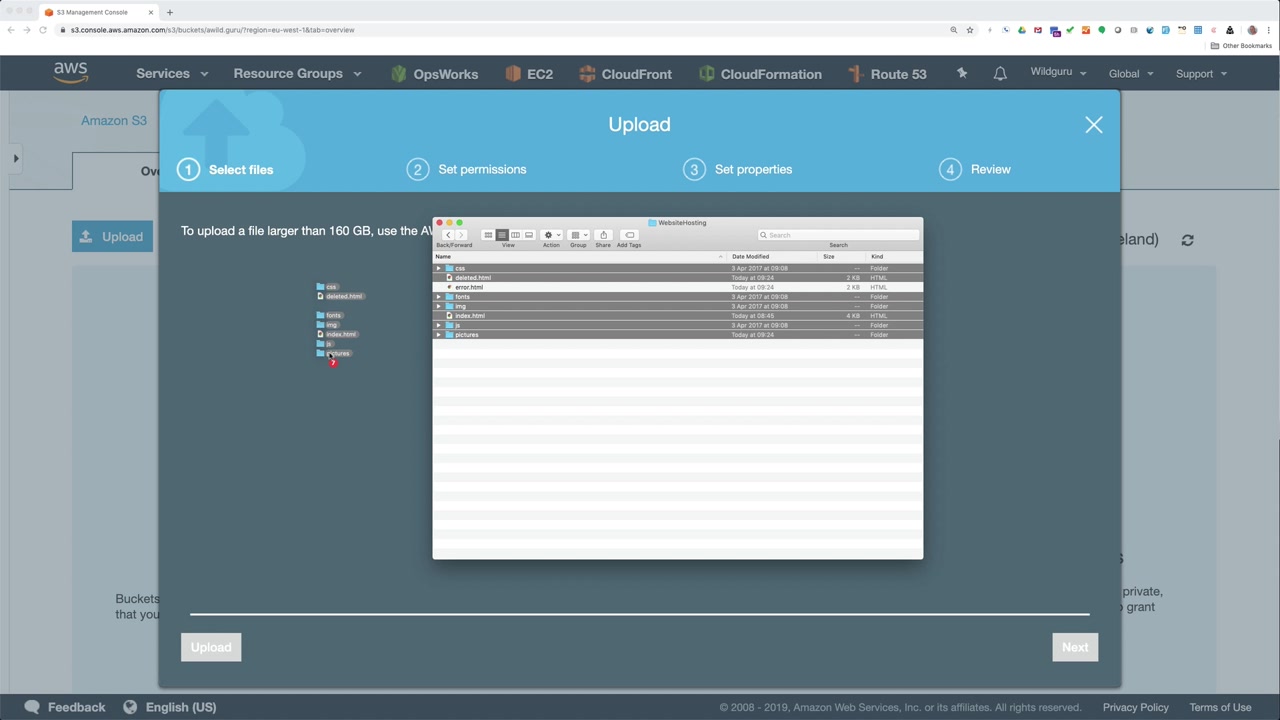 S3 Management Console
s3.console.aws.amazon.com/s3/buckets/awild.guru/?region=eu-west-1&tab=overview
Other Bookmarks
aws Services Resource Groups OpsWorks EC2 CloudFront CloudFormation Route 53 Wildguru Global Support
Amazon S3
Upload
1 Select files 2 Set permissions 3 Set properties 4 Review
Ove
Upload
To upload a file larger than 160 GB, use the AW
eland)
WebsiteHosting
Search
Back/Forward View Action Group Share Add Tags Search
Name Date Modified Size Kind
css 3 Apr 2017 at 09:08 -- Folder
deleted.html Today at 09:24 2 KB HTML
error.html Today at 09:24 2 KB HTML
fonts 3 Apr 2017 at 09:08 -- Folder
img 3 Apr 2017 at 09:08 -- Folder
index.html Today at 08:45 4 KB HTML
js 3 Apr 2017 at 09:08 -- Folder
pictures Today at 09:24 -- Folder
css
deleted.html
fonts
img
index.html
js
pictures
7
Buckets
that you
private,
o grant
Upload
Next
Feedback English (US) © 2008 - 2019, Amazon Web Services, Inc. or its affiliates. All rights reserved. Privacy Policy Terms of Use